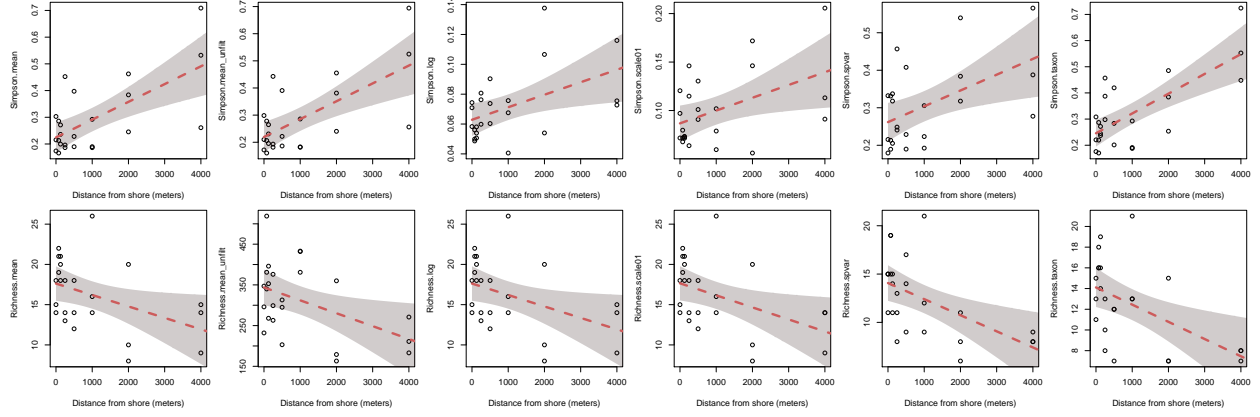 Simpson.mean
0.2 0.3 0.4 0.5 0.6 0.7
0 1000 2000 3000 4000
Distance from shore (meters)
Simpson.mean_unfilt
0.2 0.3 0.4 0.5 0.6 0.7
0 1000 2000 3000 4000
Distance from shore (meters)
Simpson.log
0.04 0.06 0.08 0.10 0.12 0.14
0 1000 2000 3000 4000
Distance from shore (meters)
Simpson.scale01
0.10 0.15 0.20
0 1000 2000 3000 4000
Distance from shore (meters)
Simpson.spvar
0.2 0.3 0.4 0.5
0 1000 2000 3000 4000
Distance from shore (meters)
Simpson.taxon
0.2 0.3 0.4 0.5 0.6 0.7
0 1000 2000 3000 4000
Distance from shore (meters)
Richness.mean
10 15 20 25
0 1000 2000 3000 4000
Distance from shore (meters)
Richness.mean_unfilt
150 250 350 450
0 1000 2000 3000 4000
Distance from shore (meters)
Richness.log
10 15 20 25
0 1000 2000 3000 4000
Distance from shore (meters)
Richness.scale01
10 15 20 25
0 1000 2000 3000 4000
Distance from shore (meters)
Richness.spvar
10 15 20
0 1000 2000 3000 4000
Distance from shore (meters)
Richness.taxon
8 10 12 14 16 18 20
0 1000 2000 3000 4000
Distance from shore (meters)